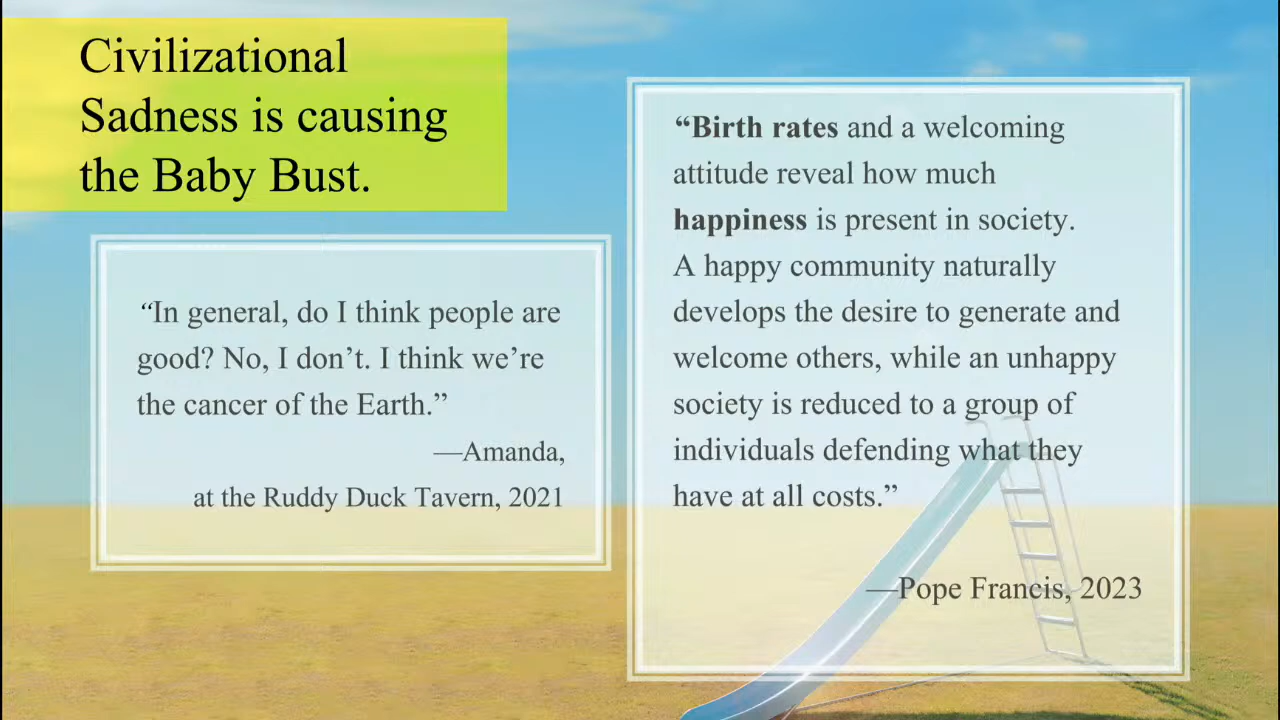 Civilizational
Sadness is causing
the Baby Bust.
“In general, do I think people are
good? No, I don’t. I think we’re
the cancer of the Earth.”
—Amanda,
at the Ruddy Duck Tavern, 2021
“Birth rates and a welcoming
attitude reveal how much
happiness is present in society.
A happy community naturally
develops the desire to generate and
welcome others, while an unhappy
society is reduced to a group of
individuals defending what they
have at all costs.”
—Pope Francis, 2023